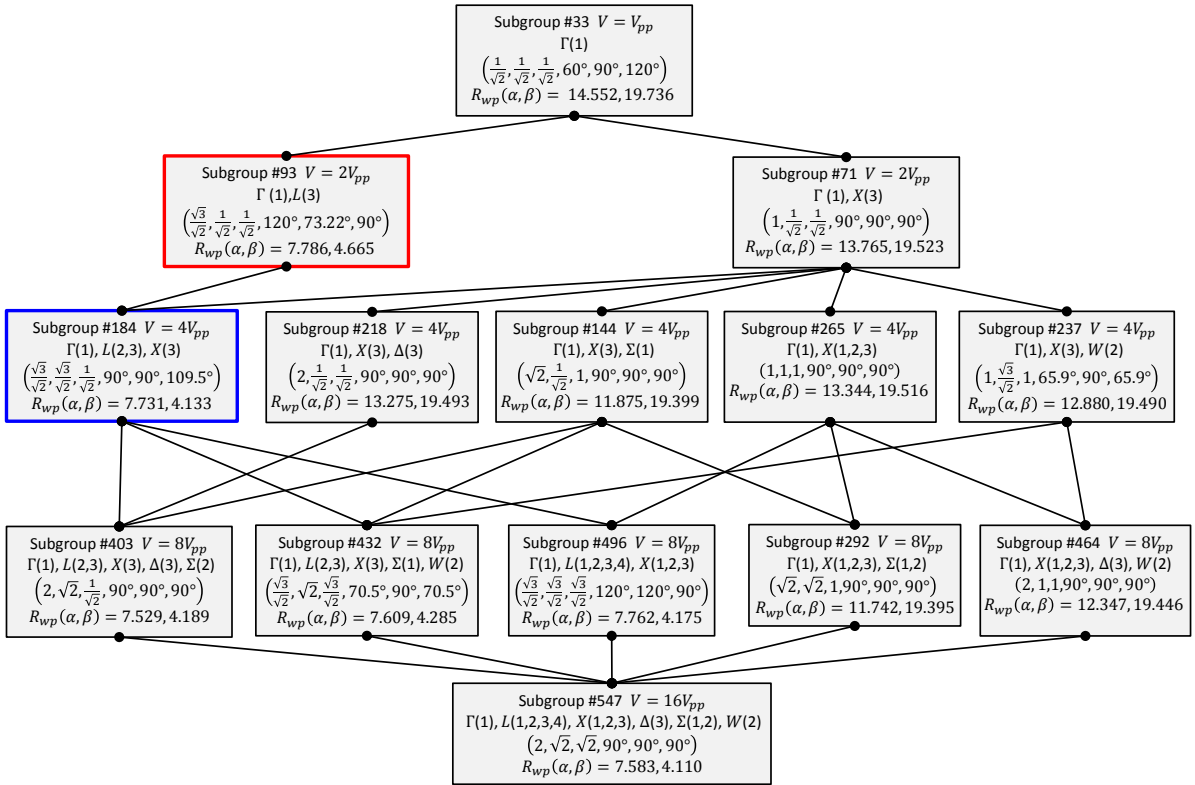 Subgroup #33 V = V_pp
Γ(1)
(1/√2, 1/√2, 1/√2, 60°, 90°, 120°)
R_wp(α, β) = 14.552, 19.736
Subgroup #93 V = 2V_pp
Γ (1),L(3)
(√3/√2, 1/√2, 1/√2, 120°, 73.22°, 90°)
R_wp(α, β) = 7.786, 4.665
Subgroup #71 V = 2V_pp
Γ (1), X(3)
(1, 1/√2, 1/√2, 90°, 90°, 90°)
R_wp(α, β) = 13.765, 19.523
Subgroup #184 V = 4V_pp
Γ(1), L(2,3), X(3)
(√3/√2, √3/√2, 1/√2, 90°, 90°, 109.5°)
R_wp(α, β) = 7.731, 4.133
Subgroup #218 V = 4V_pp
Γ(1), X(3), Δ(3)
(2, 1/√2, 1/√2, 90°, 90°, 90°)
R_wp(α, β) = 13.275, 19.493
Subgroup #144 V = 4V_pp
Γ(1), X(3), Σ(1)
(√2, 1/√2, 1, 90°, 90°, 90°)
R_wp(α, β) = 11.875, 19.399
Subgroup #265 V = 4V_pp
Γ(1), X(1,2,3)
(1,1,1,90°, 90°, 90°)
R_wp(α, β) = 13.344, 19.516
Subgroup #237 V = 4V_pp
Γ(1), X(3), W(2)
(1, √3/√2, 1, 65.9°, 90°, 65.9°)
R_wp(α, β) = 12.880, 19.490
Subgroup #403 V = 8V_pp
Γ(1), L(2,3), X(3), Δ(3), Σ(2)
(2, √2, 1/√2, 90°, 90°, 90°)
R_wp(α, β) = 7.529, 4.189
Subgroup #432 V = 8V_pp
Γ(1), L(2,3), X(3), Σ(1), W(2)
(√3/√2, √2, √3/√2, 70.5°, 90°, 70.5°)
R_wp(α, β) = 7.609, 4.285
Subgroup #496 V = 8V_pp
Γ(1), L(1,2,3,4), X(1,2,3)
(√3/√2, √3/√2, √3/√2, 120°, 120°, 90°)
R_wp(α, β) = 7.762, 4.175
Subgroup #292 V = 8V_pp
Γ(1), X(1,2,3), Σ(1,2)
(√2, √2, 1,90°, 90°, 90°)
R_wp(α, β) = 11.742, 19.395
Subgroup #464 V = 8V_pp
Γ(1), X(1,2,3), Δ(3), W(2)
(2, 1,1,90°, 90°, 90°)
R_wp(α, β) = 12.347, 19.446
Subgroup #547 V = 16V_pp
Γ(1), L(1,2,3,4), X(1,2,3), Δ(3), Σ(1,2), W(2)
(2, √2, √2, 90°, 90°, 90°)
R_wp(α, β) = 7.583, 4.110